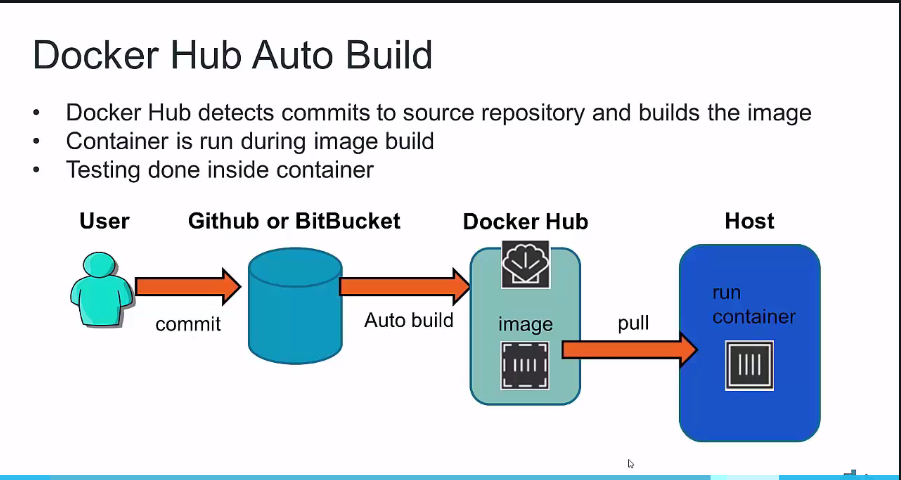 Docker Hub Auto Build
• Docker Hub detects commits to source repository and builds the image
• Container is run during image build
• Testing done inside container
User
Github or BitBucket
Docker Hub
Host
commit
Auto build
image
pull
run
container